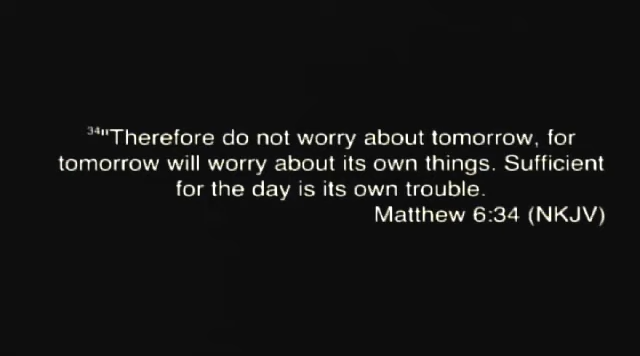 34"Therefore do not worry about tomorrow, for
tomorrow will worry about its own things. Sufficient
for the day is its own trouble.
Matthew 6:34 (NKJV)